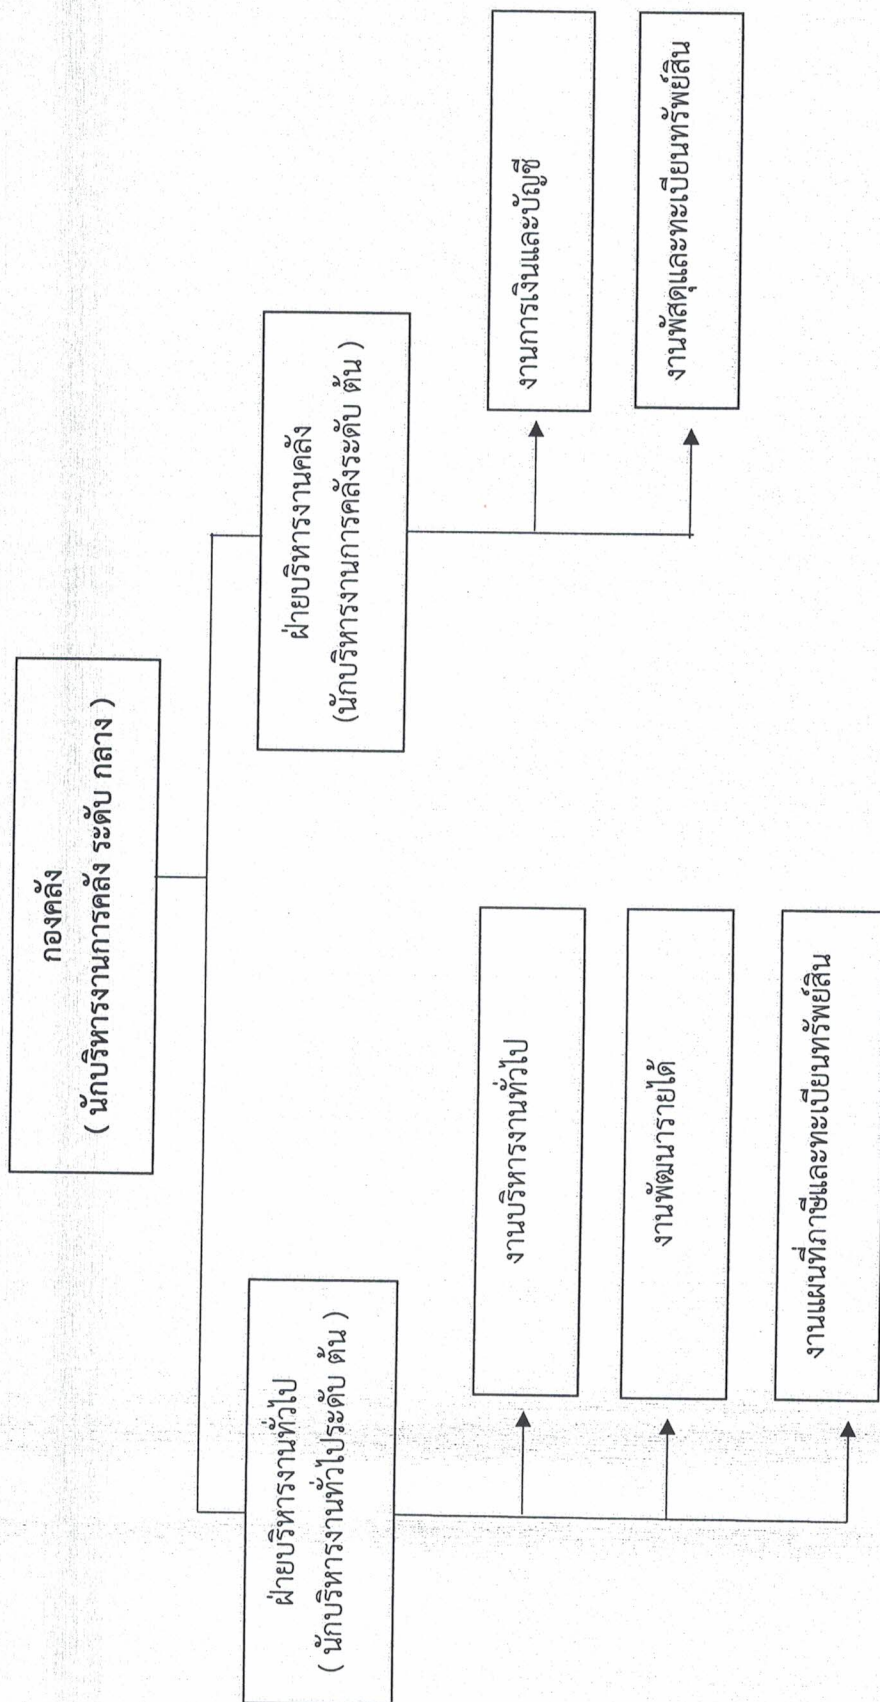 กองคลัง
( นักบริหารงานการคลัง ระดับ กลาง )
ฝ่ายบริหารงานทั่วไป
( นักบริหารงานทั่วไประดับ ต้น )
งานบริหารงานทั่วไป
งานพัฒนารายได้
งานแผนที่ภาษีและทะเบียนทรัพย์สิน
ฝ่ายบริหารงานคลัง
(นักบริหารงานการคลังระดับ ต้น )
งานการเงินและบัญชี
งานพัสดุและทะเบียนทรัพย์สิน